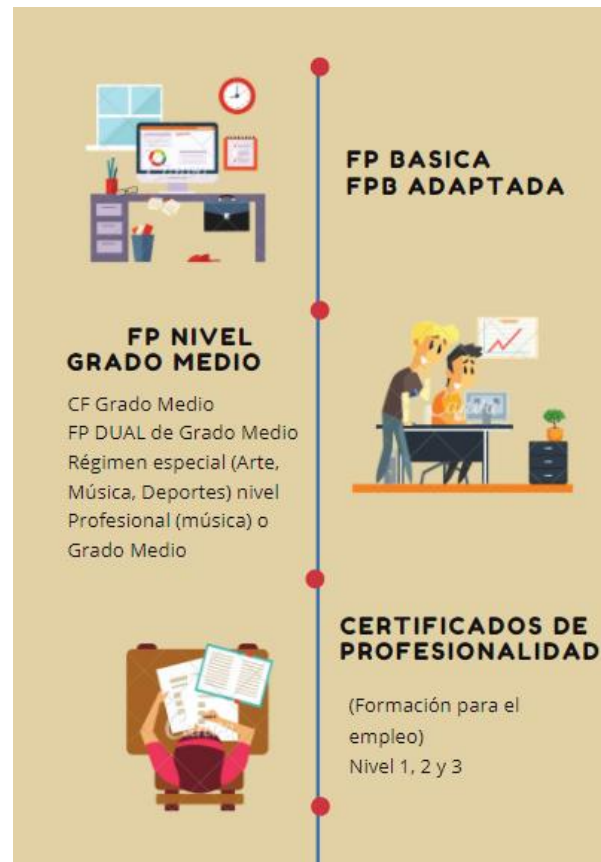 FP BASICA
FPB ADAPTADA
FP NIVEL
GRADO MEDIO
CF Grado Medio
FP DUAL de Grado Medio
Régimen especial (Arte,
Música, Deportes) nivel
Profesional (música) o
Grado Medio
CERTIFICADOS DE
PROFESIONALIDAD
(Formación para el
empleo)
Nivel 1, 2 y 3